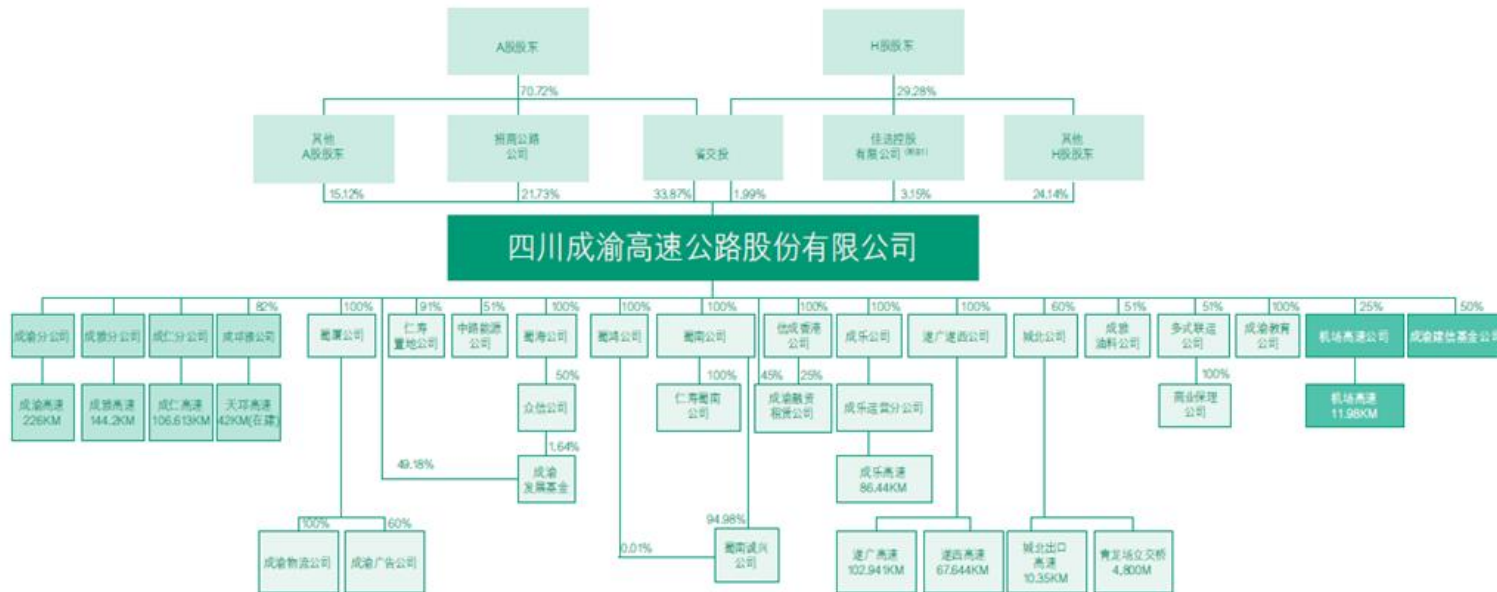 A股股东
H股股东
70.72%
29.28%
其他
A股股东
招商公路
公司
省交投
佳选控股
有限公司(附注1)
其他
H股股东
15.12%
21.73%
33.87%
1.99%
3.15%
24.14%
四川成渝高速公路股份有限公司
82%
100%
91%
51%
100%
100%
100%
100%
100%
100%
60%
51%
51%
100%
25%
50%
成渝分公司
成雅分公司
成仁分公司
成邛雅公司
蜀厦公司
仁寿
置地公司
中路能源
公司
蜀海公司
蜀鸿公司
蜀南公司
信成香港
公司
成乐公司
遂广遂西公司
城北公司
成雅
油料公司
多式联运
公司
成渝教育
公司
机场高速公司
成渝建信基金公司
50%
100%
45%
25%
100%
成渝高速
226KM
成雅高速
144.2KM
成仁高速
106.613KM
天邛高速
42KM(在建)
众信公司
仁寿蜀南
公司
成渝融资
租赁公司
成乐运营分公司
商业保理
公司
机场高速
11.98KM
1.64%
49.18%
成渝
发展基金
成乐高速
86.44KM
100%
60%
0.01%
94.98%
成渝物流公司
成渝广告公司
蜀南诚兴
公司
遂广高速
102.941KM
遂西高速
67.644KM
城北出口
高速
10.35KM
青龙场立交桥
4,800M